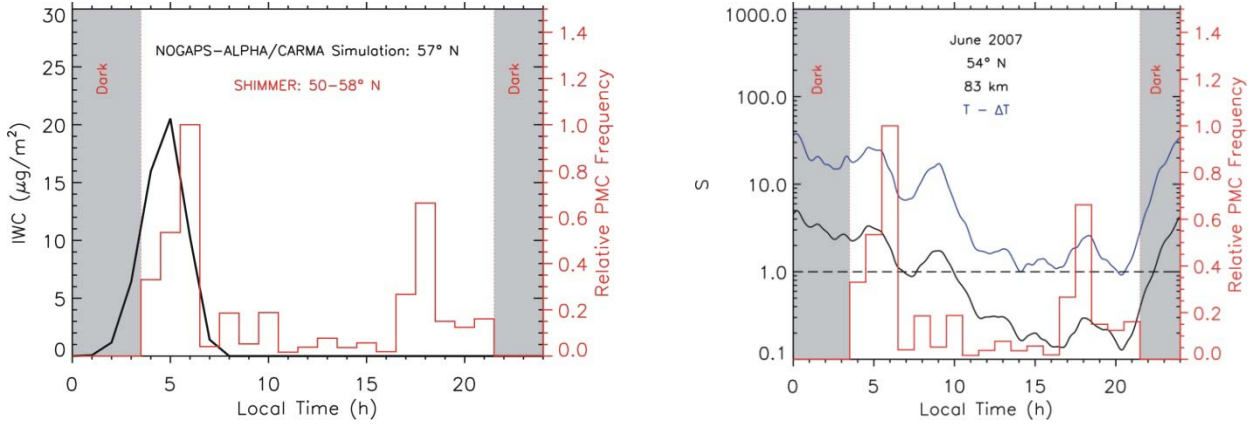 NOGAPS-ALPHA/CARMA Simulation: 57° N
SHIMMER: 50-58° N
Dark
Dark
IWC (μg/m²)
30
25
20
15
10
5
0
1.4
1.2
1.0
0.8
0.6
0.4
0.2
0.0
Relative PMC Frequency
0 5 10 15 20
Local Time (h)
June 2007
54° N
83 km
T - ΔT
Dark
Dark
S
1000.0
100.0
10.0
1.0
0.1
1.4
1.2
1.0
0.8
0.6
0.4
0.2
0.0
Relative PMC Frequency
0 5 10 15 20
Local Time (h)